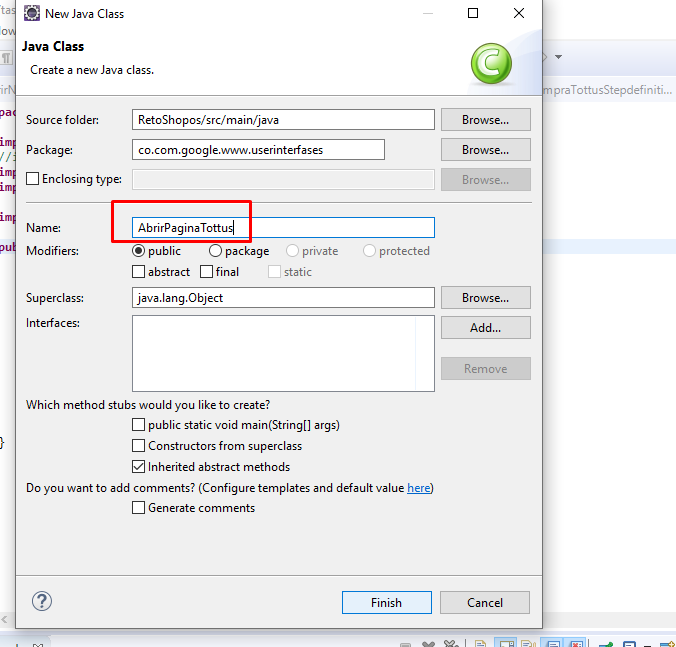 New Java Class
Java Class
Create a new Java class.
mpraTottusStepdefiniti...
Source folder: RetoShopos/src/main/java Browse...
Package: co.com.google.www.userinterfases Browse...
Enclosing type: Browse...
Name: AbrirPaginaTottus
Modifiers: public package private protected
abstract final static
Superclass: java.lang.Object Browse...
Interfaces: Add...
Remove
Which method stubs would you like to create?
public static void main(String[] args)
Constructors from superclass
Inherited abstract methods
Do you want to add comments? (Configure templates and default value here)
Generate comments
}
Finish Cancel